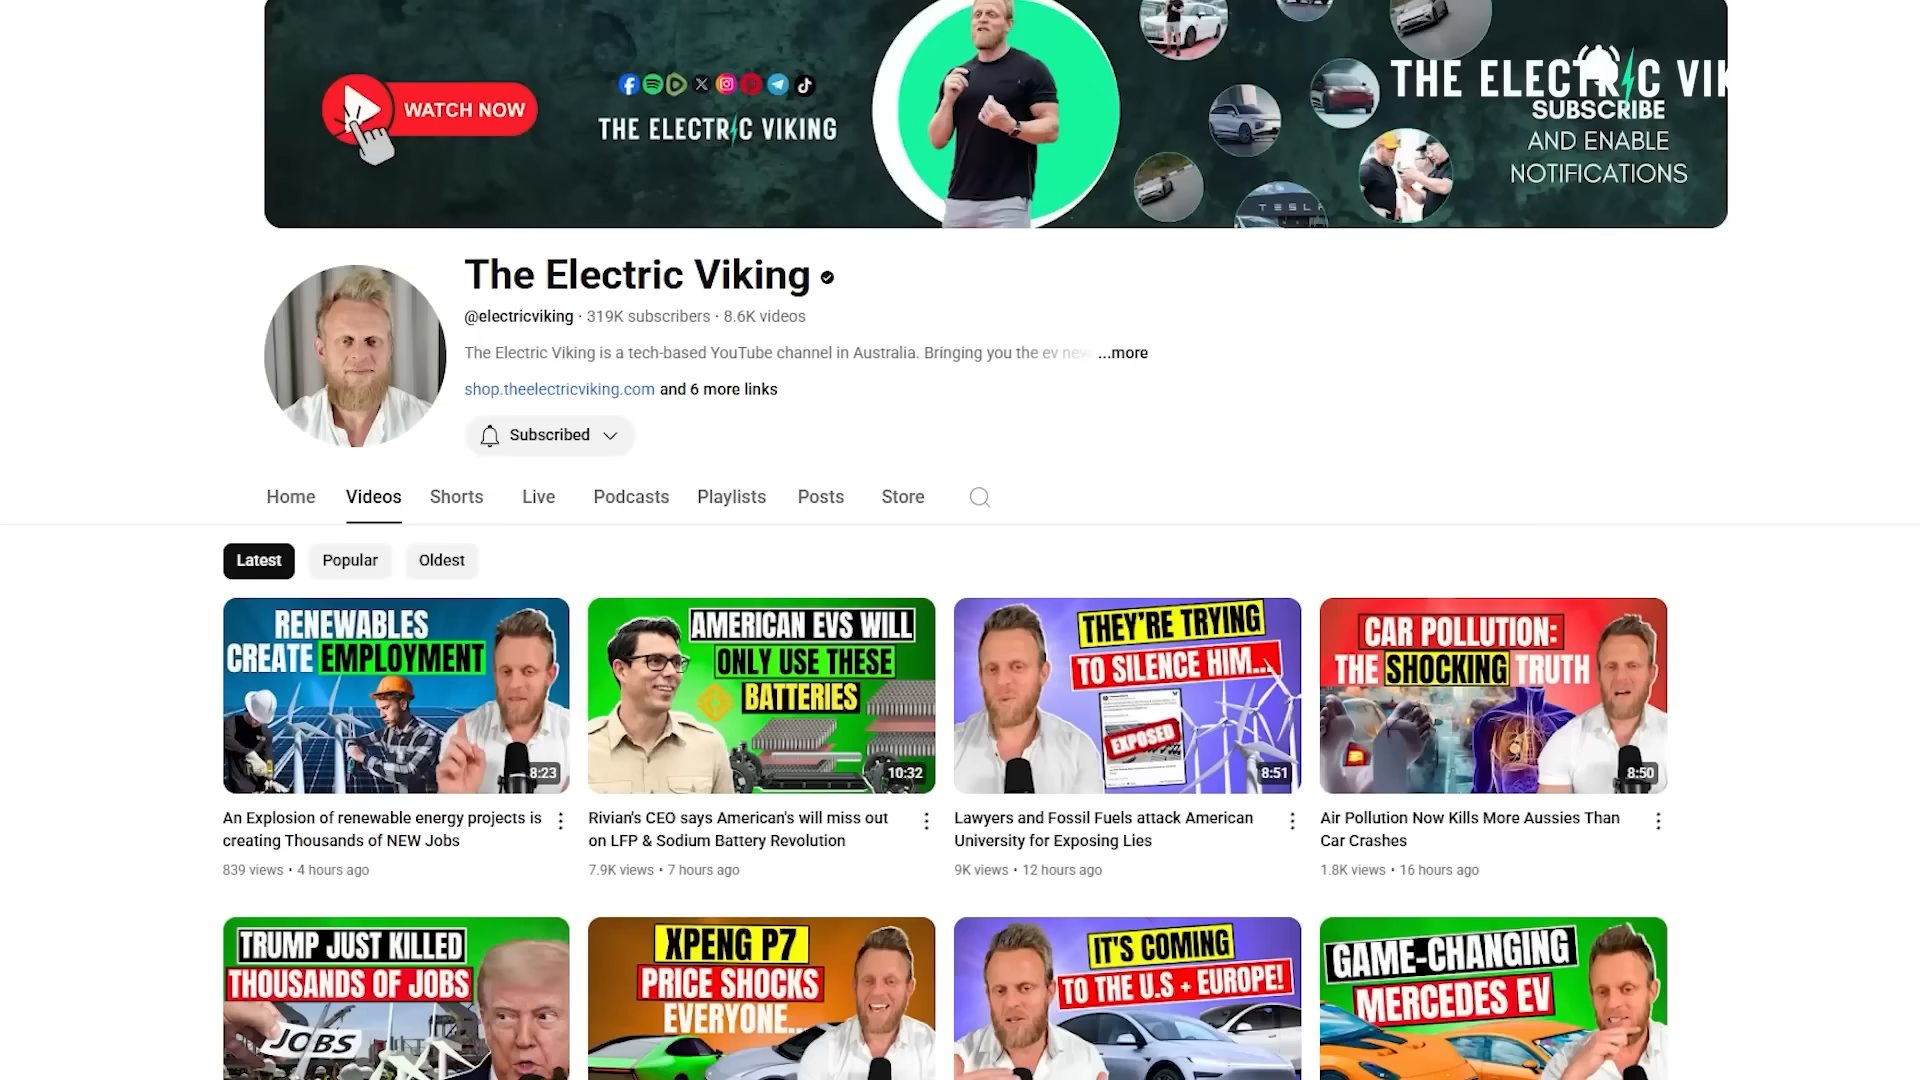 WATCH NOW
THE ELECTRIC VIKING
THE ELECTRIC VIK
SUBSCRIBE
AND ENABLE
NOTIFICATIONS
TESL
The Electric Viking
@electricviking · 319K subscribers · 8.6K videos
The Electric Viking is a tech-based YouTube channel in Australia. Bringing you the ev new ...more
shop.theelectricviking.com and 6 more links
Subscribed
Home Videos Shorts Live Podcasts Playlists Posts Store
Latest Popular Oldest
RENEWABLES
CREATE EMPLOYMENT
8:23
AMERICAN EVS WILL
ONLY USE THESE
BATTERIES
10:32
THEY'RE TRYING
TO SILENCE HIM...
EXPOSED
8:51
CAR POLLUTION:
THE SHOCKING TRUTH
8:50
An Explosion of renewable energy projects is
creating Thousands of NEW Jobs
839 views • 4 hours ago
Rivian's CEO says American's will miss out
on LFP & Sodium Battery Revolution
7.9K views • 7 hours ago
Lawyers and Fossil Fuels attack American
University for Exposing Lies
9K views • 12 hours ago
Air Pollution Now Kills More Aussies Than
Car Crashes
1.8K views • 16 hours ago
TRUMP JUST KILLED
THOUSANDS OF JOBS
JOBS
XPENG P7
PRICE SHOCKS
EVERYONE...
IT'S COMING
TO THE U.S + EUROPE!
GAME-CHANGING
MERCEDES EV